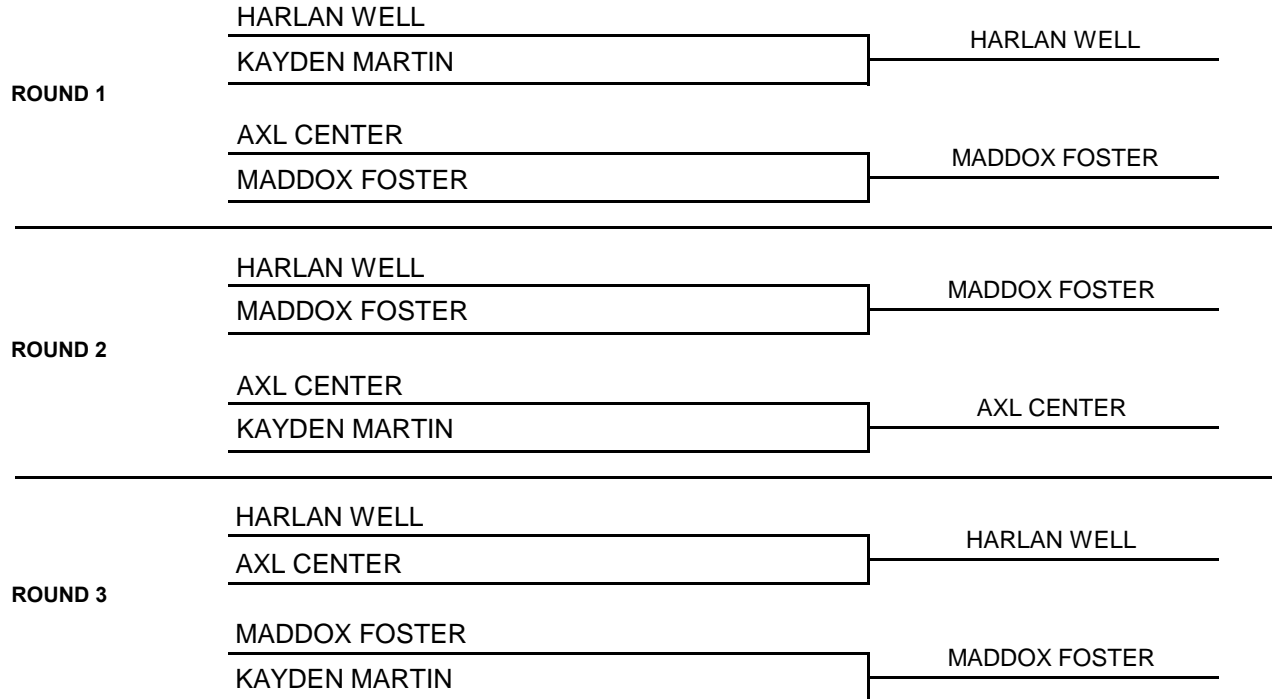 HARLAN WELL
KAYDEN MARTIN
HARLAN WELL
ROUND 1
AXL CENTER
MADDOX FOSTER
MADDOX FOSTER
HARLAN WELL
MADDOX FOSTER
MADDOX FOSTER
ROUND 2
AXL CENTER
KAYDEN MARTIN
AXL CENTER
HARLAN WELL
AXL CENTER
HARLAN WELL
ROUND 3
MADDOX FOSTER
KAYDEN MARTIN
MADDOX FOSTER